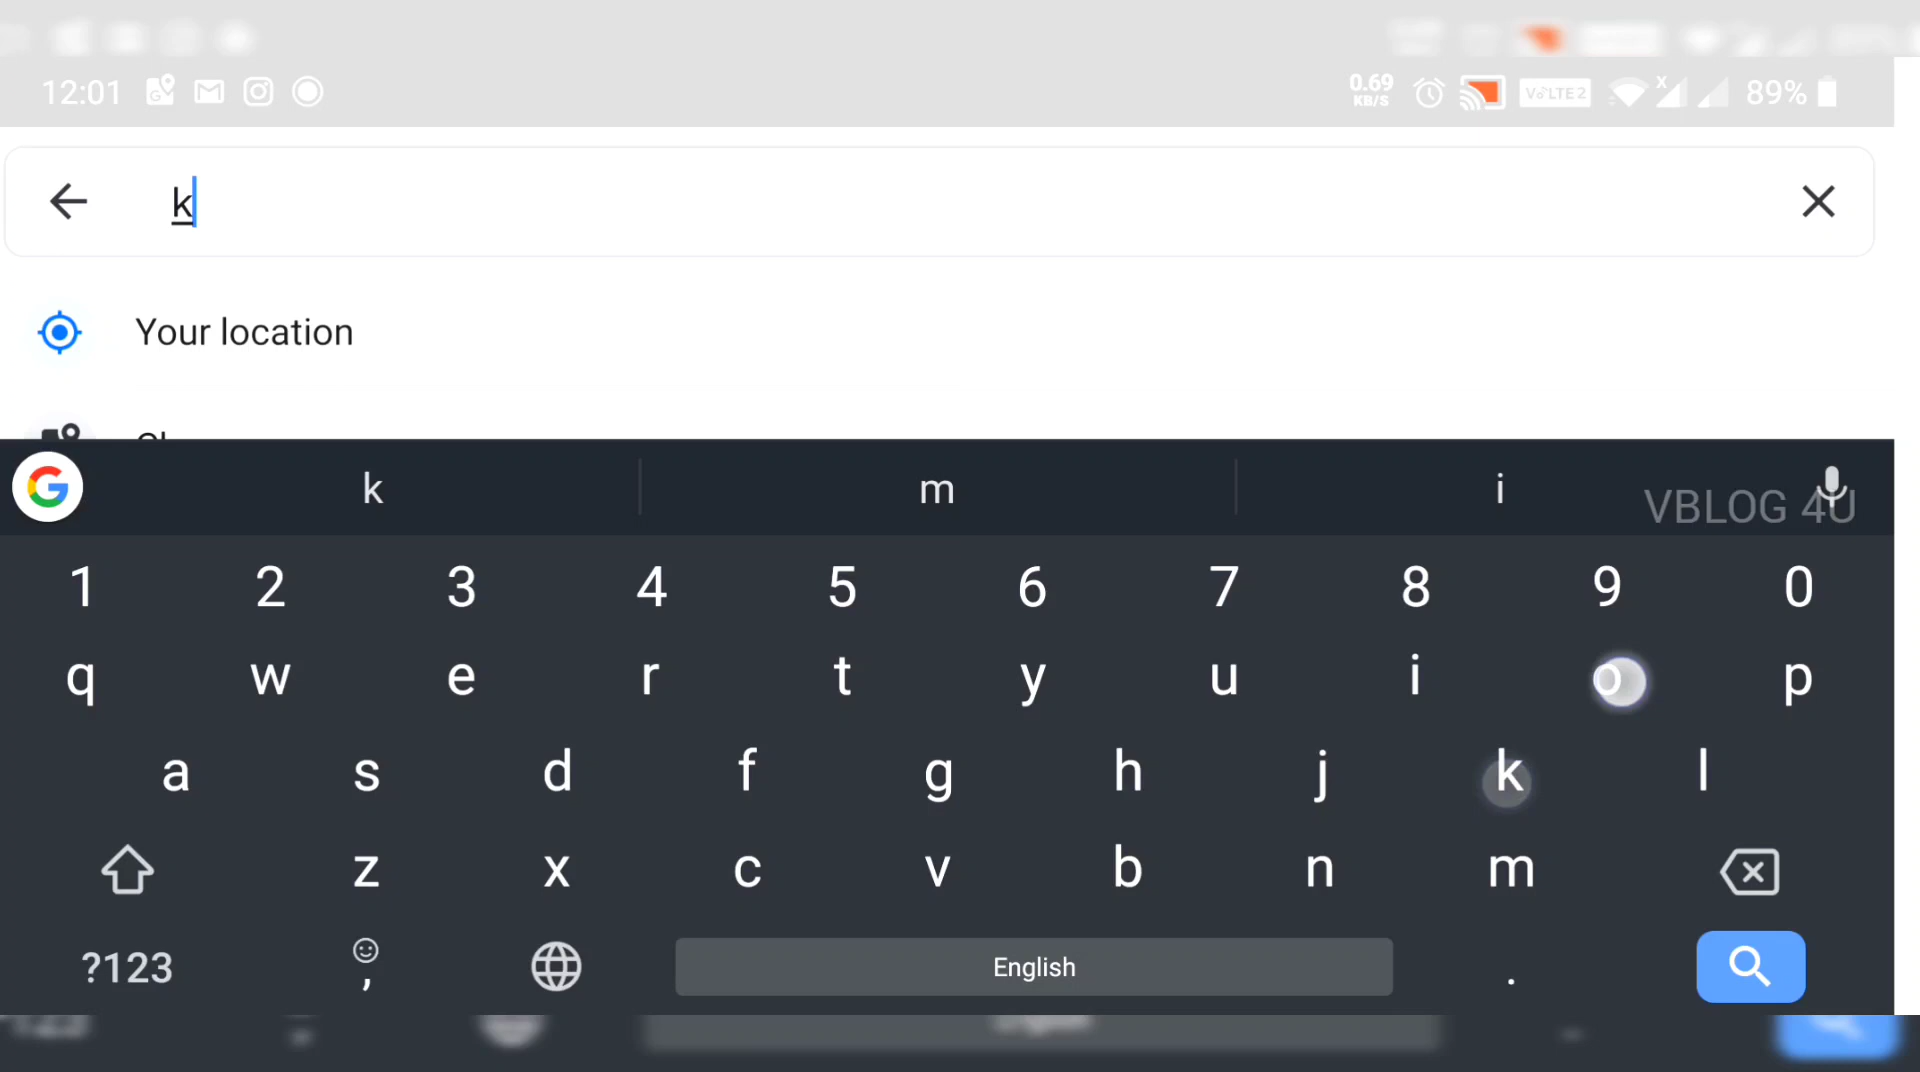 12:01 0.69 KB/S VoLTE2 89%
k
Your location
k m i
VBLOG 4U
1 2 3 4 5 6 7 8 9 0
q w e r t y u i o p
a s d f g h j k l
z x c v b n m
?123 , English .